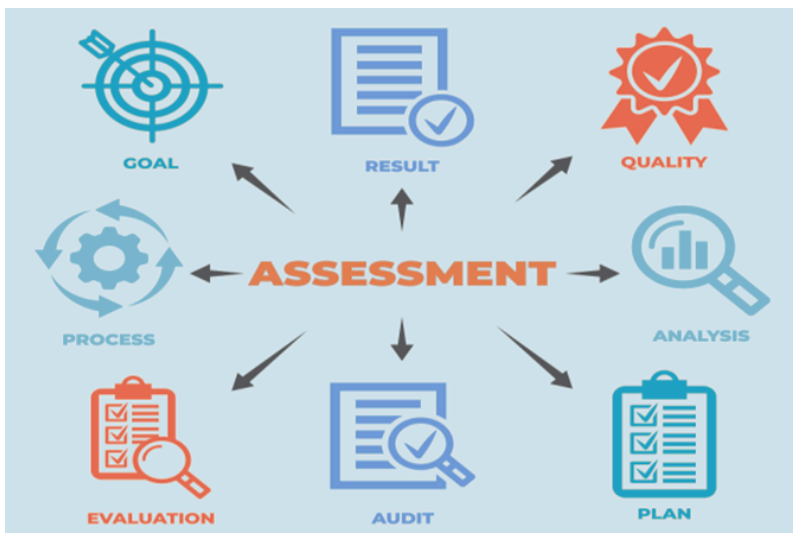 GOAL
RESULT
QUALITY
PROCESS
ASSESSMENT
ANALYSIS
EVALUATION
AUDIT
PLAN